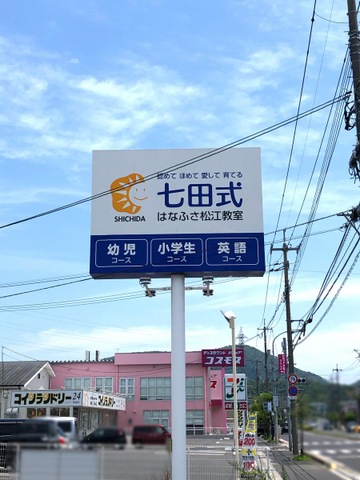 認めて ほめて 愛して 育てる
七田式
SHICHIDA
はなふさ松江教室
幼児
コース
小学生
コース
英語
コース
コスモス
コインランドリー 24